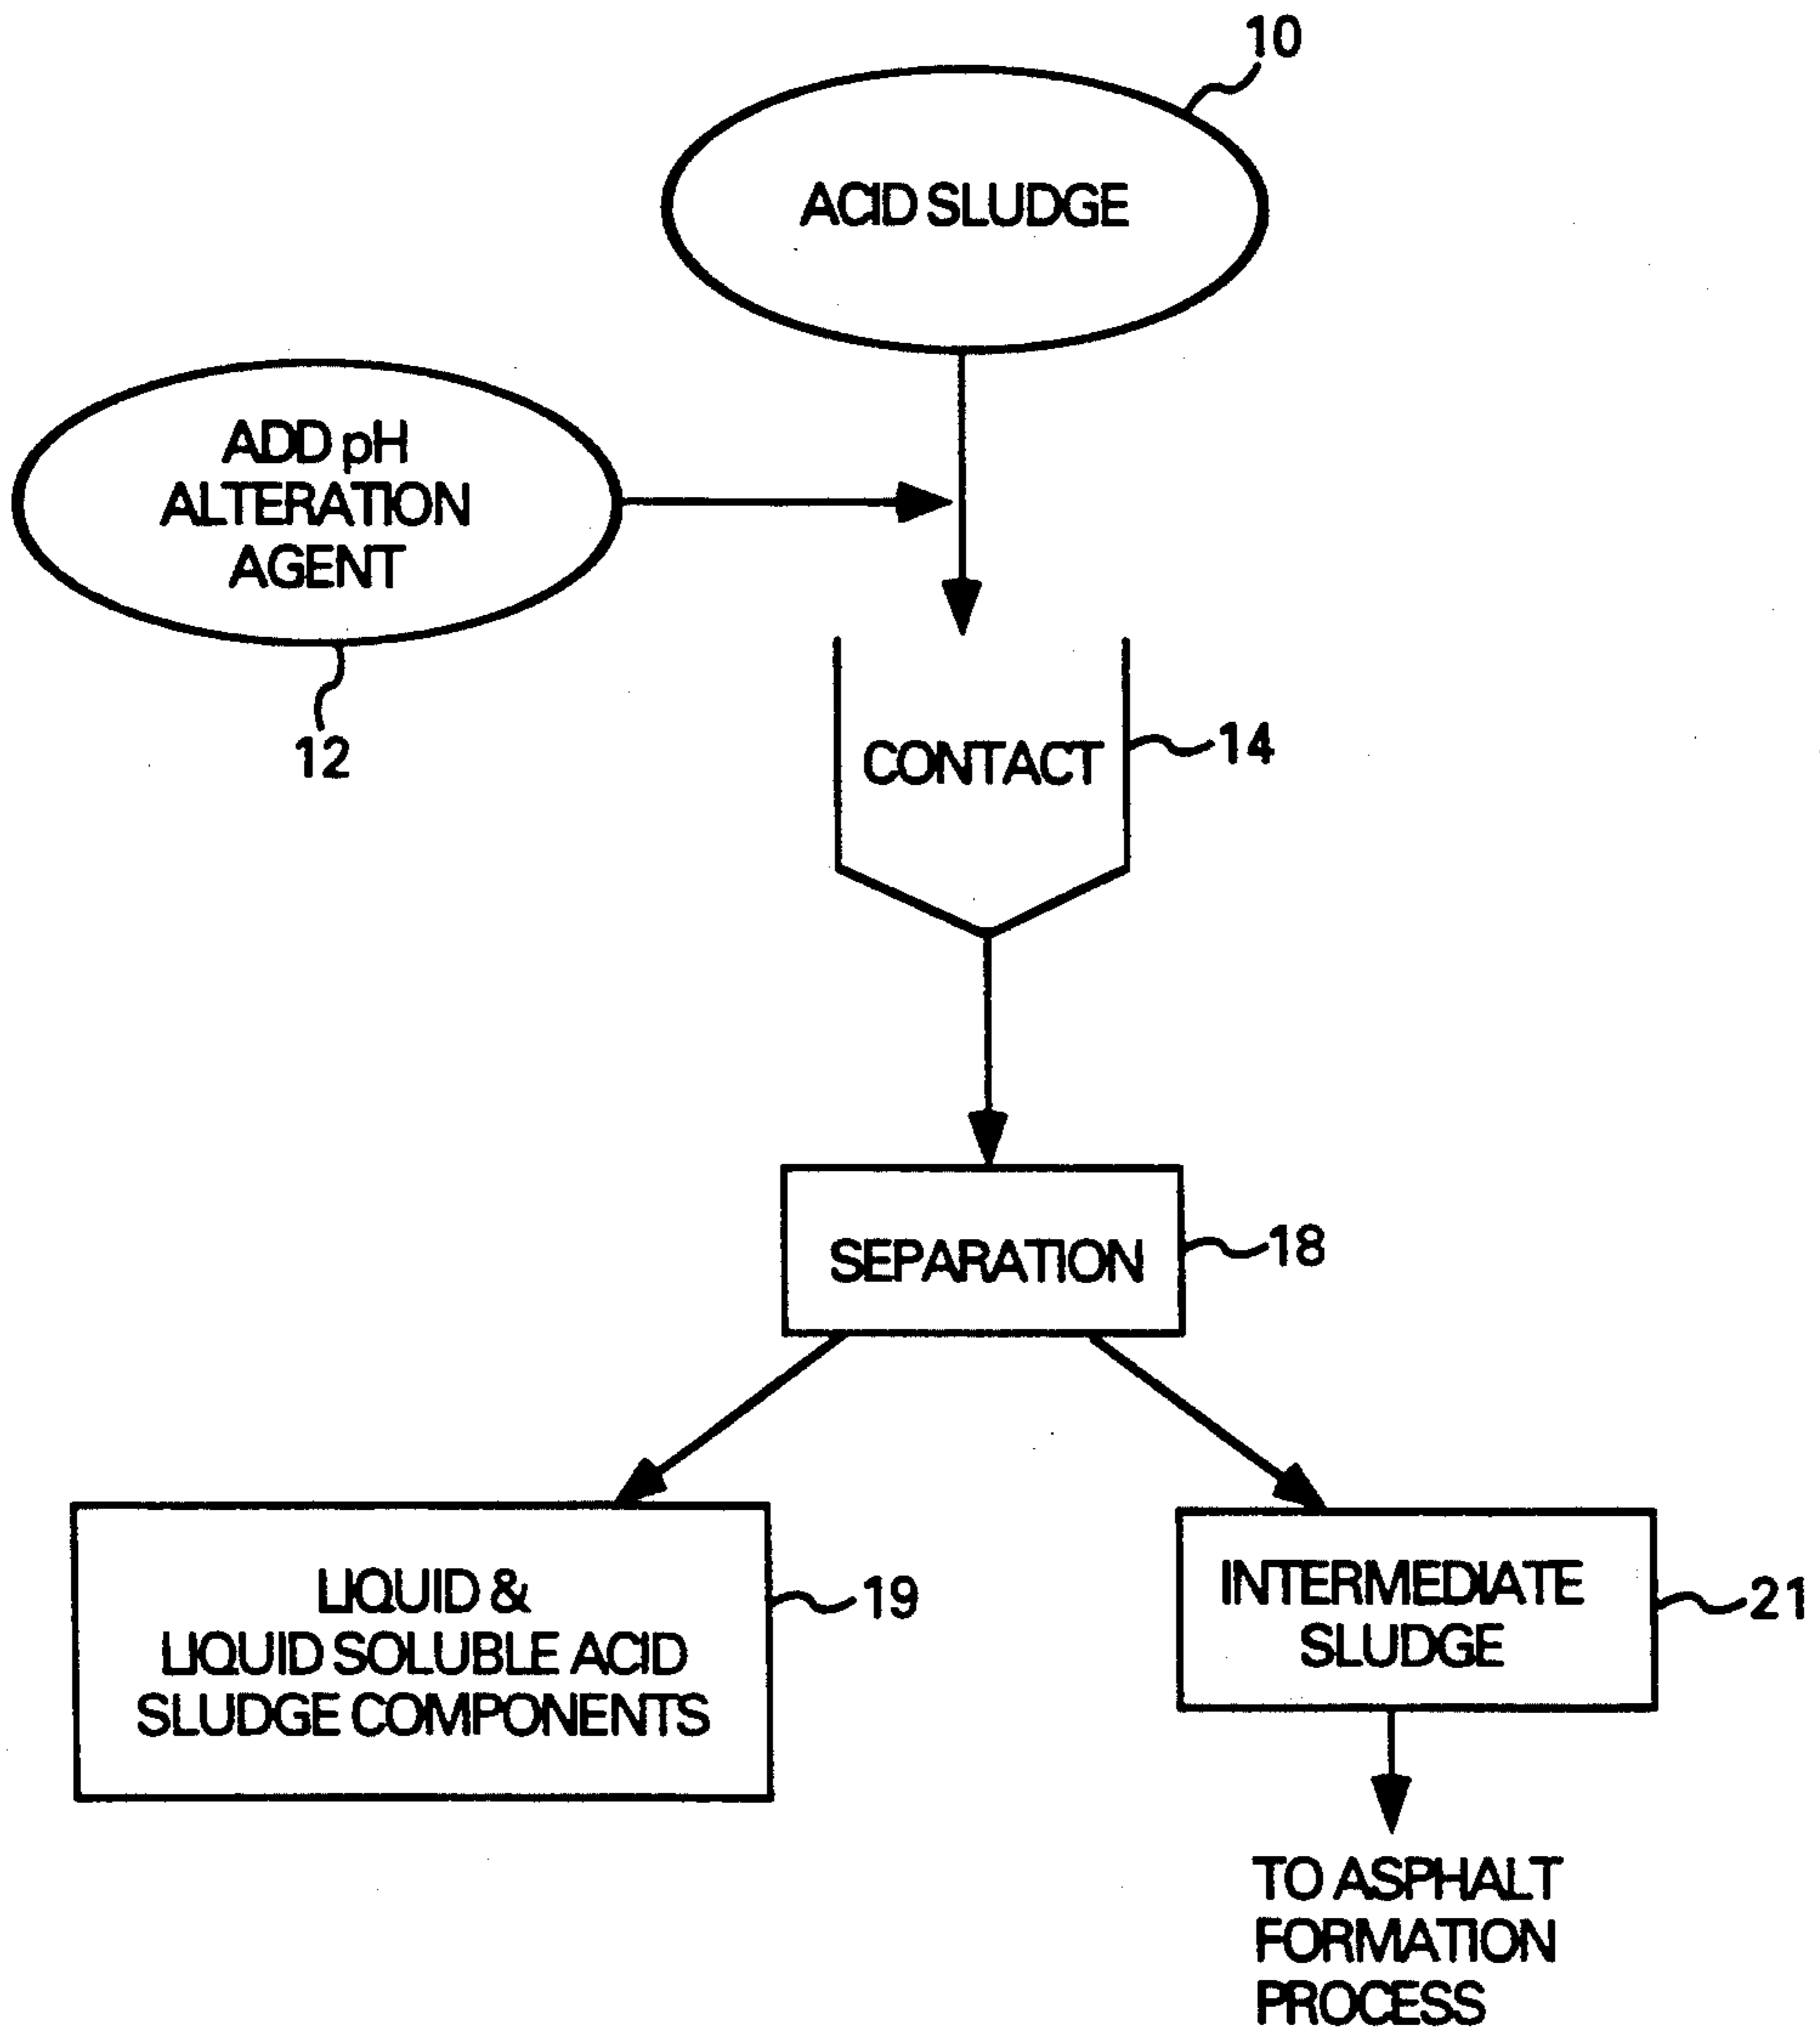 10
ACID SLUDGE
ADD pH
ALTERATION
AGENT
12
CONTACT
14
SEPARATION
18
LIQUID &
LIQUID SOLUBLE ACID
SLUDGE COMPONENTS
19
INTERMEDIATE
SLUDGE
21
TO ASPHALT
FORMATION
PROCESS